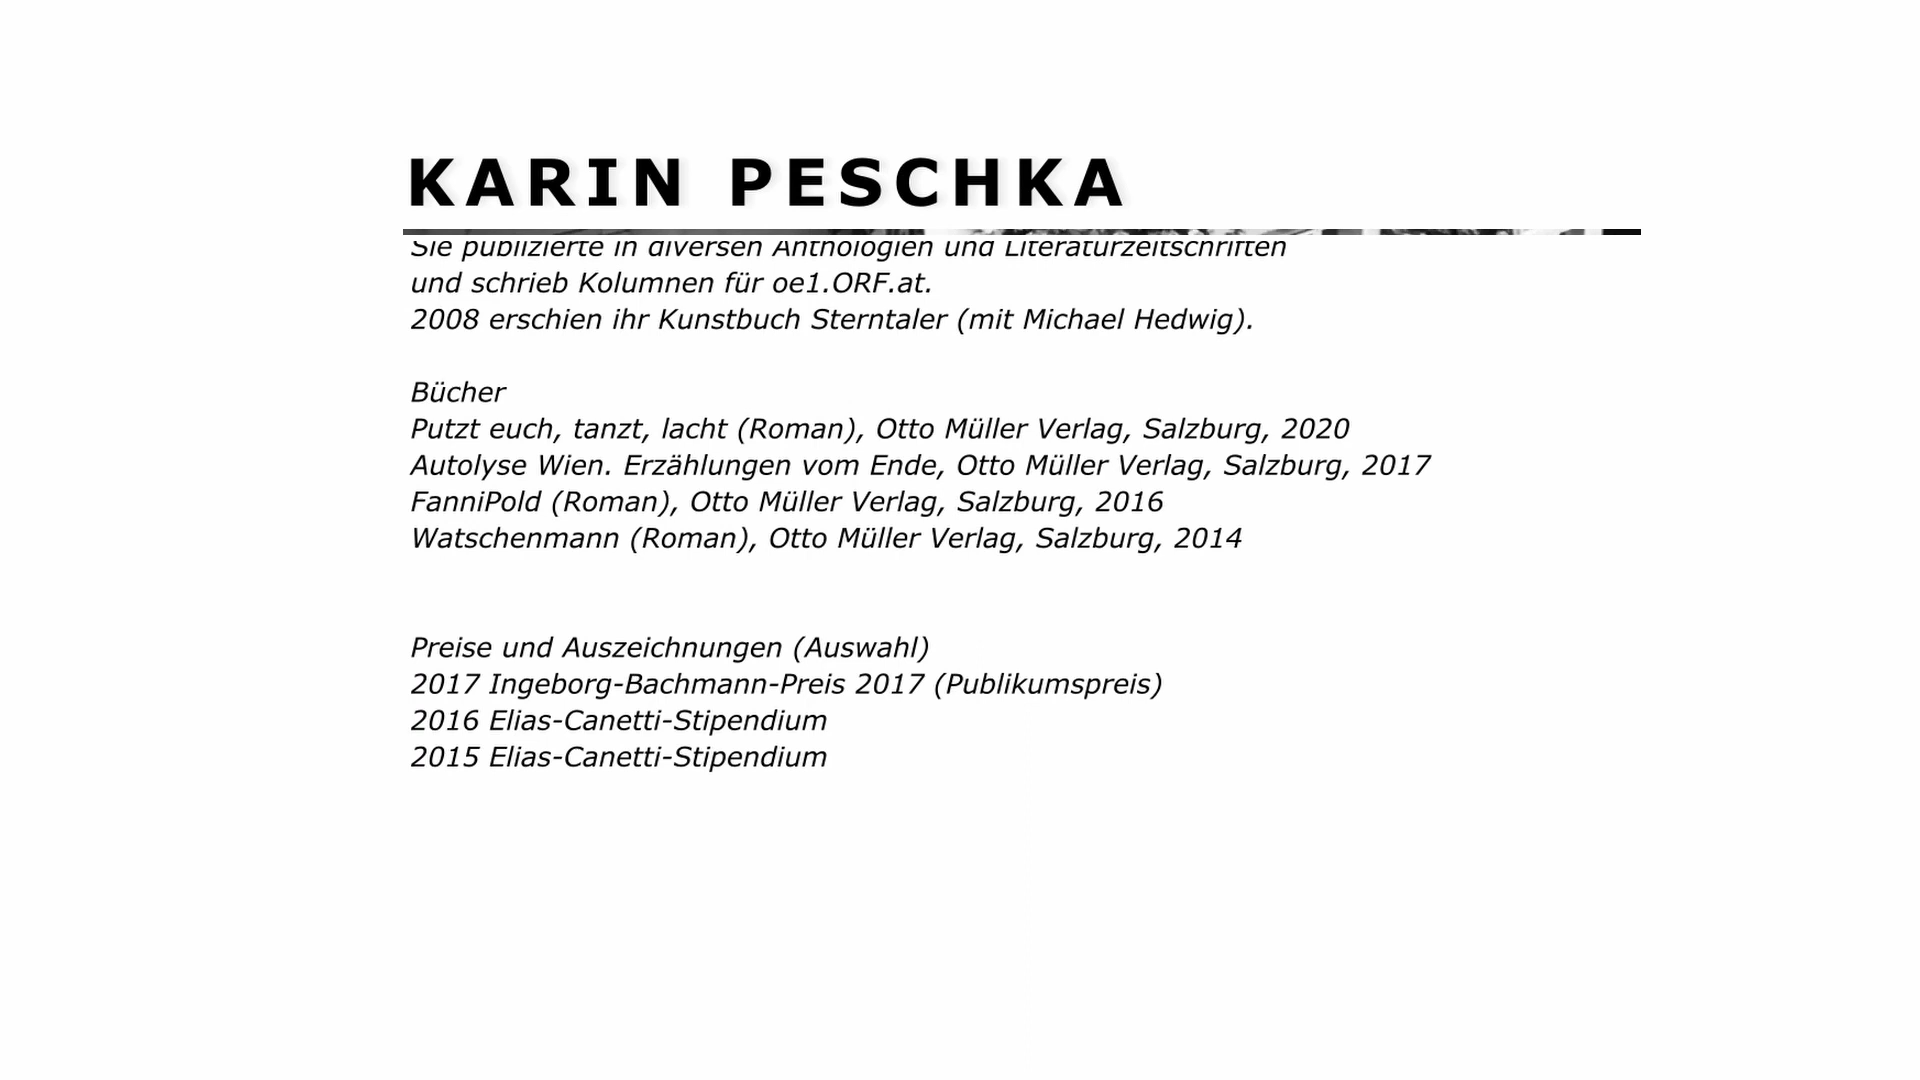 KARIN PESCHKA
Sie publizierte in diversen Anthologien und Literaturzeitschriften
und schrieb Kolumnen für oe1.ORF.at.
2008 erschien ihr Kunstbuch Sterntaler (mit Michael Hedwig).
Bücher
Putzt euch, tanzt, lacht (Roman), Otto Müller Verlag, Salzburg, 2020
Autolyse Wien. Erzählungen vom Ende, Otto Müller Verlag, Salzburg, 2017
FanniPold (Roman), Otto Müller Verlag, Salzburg, 2016
Watschenmann (Roman), Otto Müller Verlag, Salzburg, 2014
Preise und Auszeichnungen (Auswahl)
2017 Ingeborg-Bachmann-Preis 2017 (Publikumspreis)
2016 Elias-Canetti-Stipendium
2015 Elias-Canetti-Stipendium